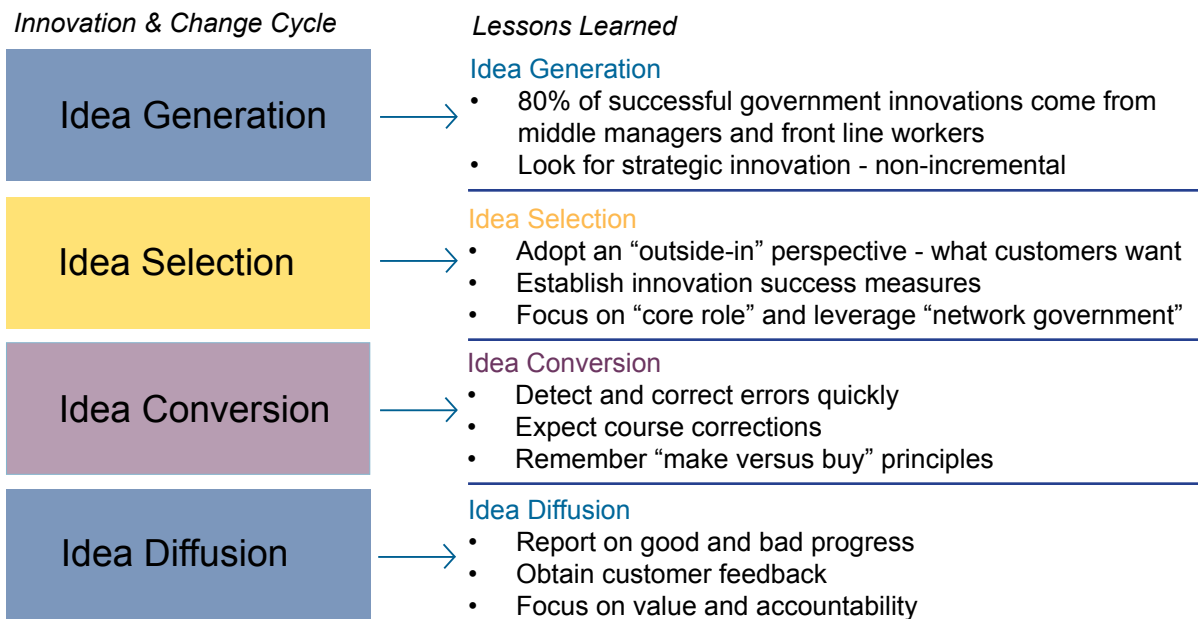 Innovation & Change Cycle
Lessons Learned
Idea Generation
Idea Generation
• 80% of successful government innovations come from
middle managers and front line workers
• Look for strategic innovation - non-incremental
Idea Selection
Idea Selection
• Adopt an “outside-in” perspective - what customers want
• Establish innovation success measures
• Focus on “core role” and leverage “network government”
Idea Conversion
Idea Conversion
• Detect and correct errors quickly
• Expect course corrections
• Remember “make versus buy” principles
Idea Diffusion
Idea Diffusion
• Report on good and bad progress
• Obtain customer feedback
• Focus on value and accountability